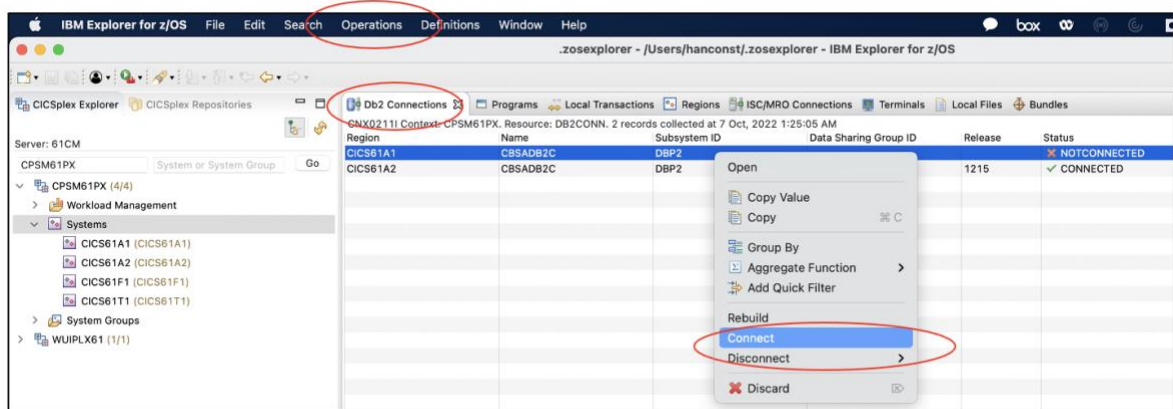 IBM Explorer for z/OS File Edit Search Operations Definitions Window Help box
.zosexplorer - /Users/hanconst/.zosexplorer - IBM Explorer for z/OS
CICSplex Explorer CICSplex Repositories
Db2 Connections Programs Local Transactions Regions ISC/MRO Connections Terminals Local Files Bundles
CNX0211I Context: CPSM61PX. Resource: DB2CONN. 2 records collected at 7 Oct, 2022 1:25:05 AM
Server: 61CM
Region Name Subsystem ID Data Sharing Group ID Release Status
CPSM61PX System or System Group Go
CICS61A1 CBSADB2C DBP2 NOTCONNECTED
CICS61A2 CBSADB2C DBP2 1215 CONNECTED
CPSM61PX (4/4)
Workload Management
Systems
CICS61A1 (CICS61A1)
CICS61A2 (CICS61A2)
CICS61F1 (CICS61F1)
CICS61T1 (CICS61T1)
System Groups
WUIPLX61 (1/1)
Open
Copy Value
Copy ⌘ C
Group By
Aggregate Function
Add Quick Filter
Rebuild
Connect
Disconnect
Discard